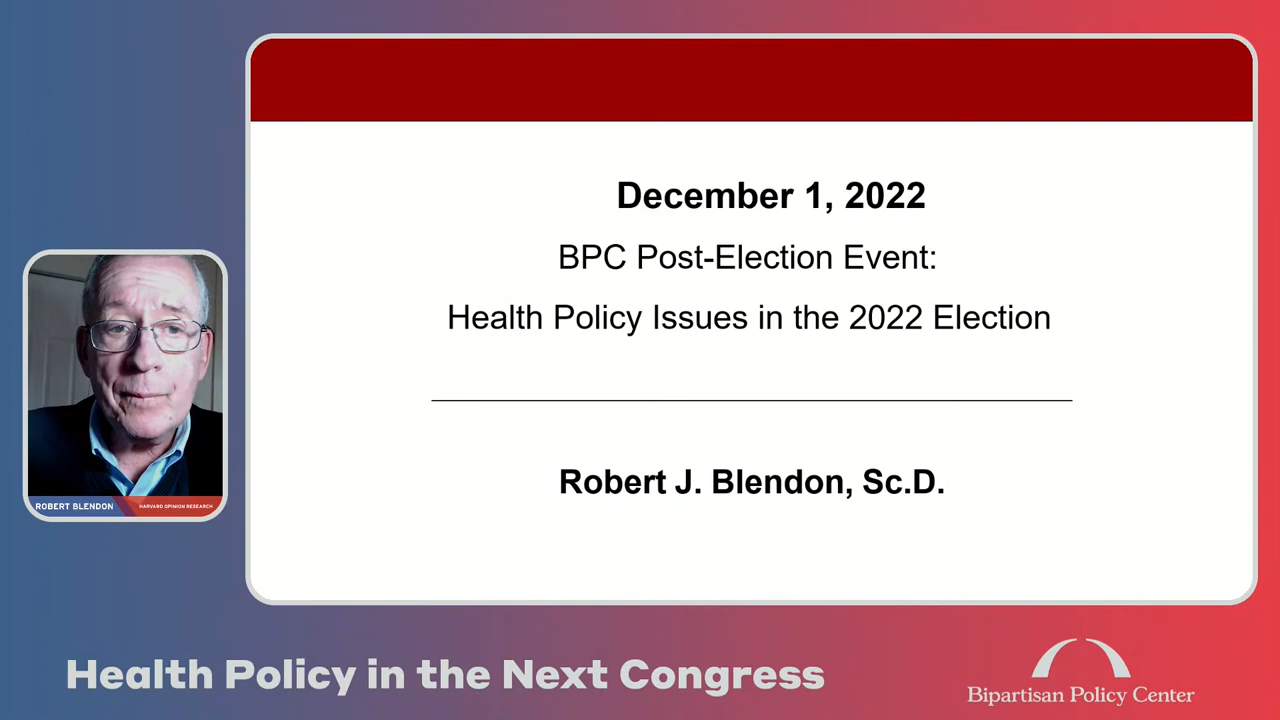 December 1, 2022
BPC Post-Election Event:
Health Policy Issues in the 2022 Election
Robert J. Blendon, Sc.D.
ROBERT BLENDON
HARVARD OPINION RESEARCH
Health Policy in the Next Congress
Bipartisan Policy Center